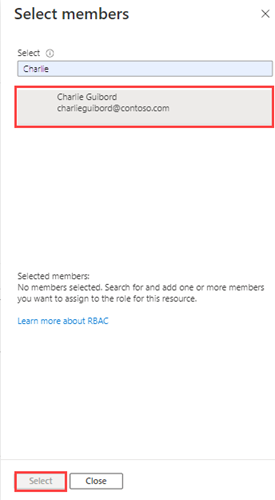 Select members
Select
Charlie
Charlie Guibord
charlieguibord@contoso.com
Selected members:
No members selected. Search for and add one or more members
you want to assign to the role for this resource.
Learn more about RBAC
Select
Close